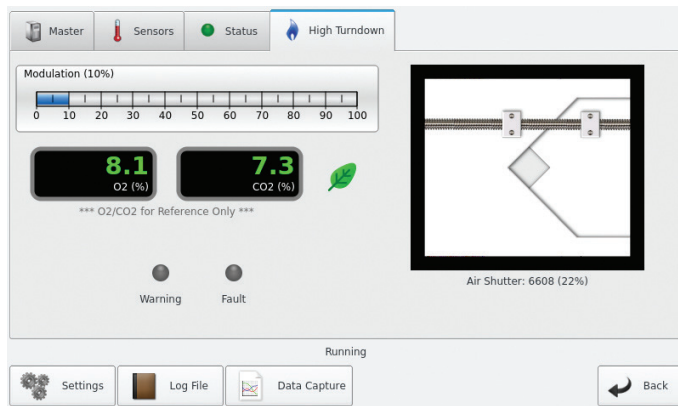 Master Sensors Status High Turndown
Modulation (10%)
0 10 20 30 40 50 60 70 80 90 100
8.1 7.3
O2 (%) CO2 (%)
*** O2/CO2 for Reference Only ***
Warning Fault
Air Shutter: 6608 (22%)
Running
Settings Log File Data Capture Back